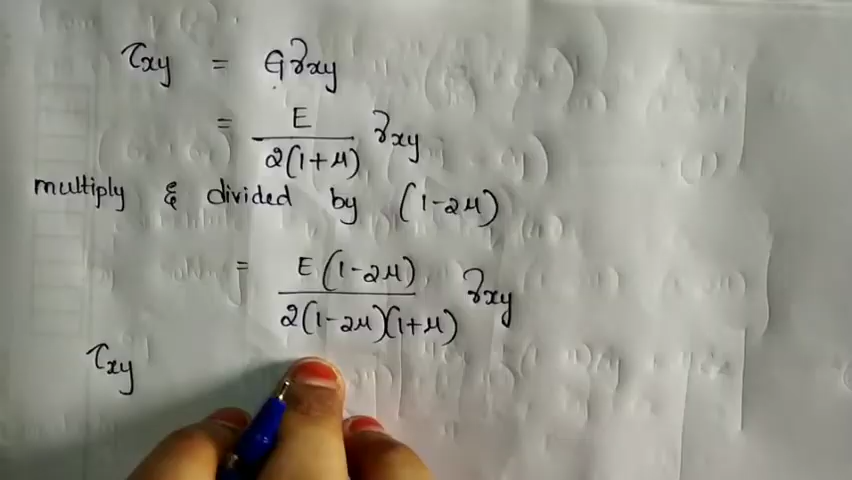 τxy = Gγxy
= E / 2(1+μ) γxy
multiply & divided by (1-2μ)
= E(1-2μ) / 2(1-2μ)(1+μ) γxy
τxy